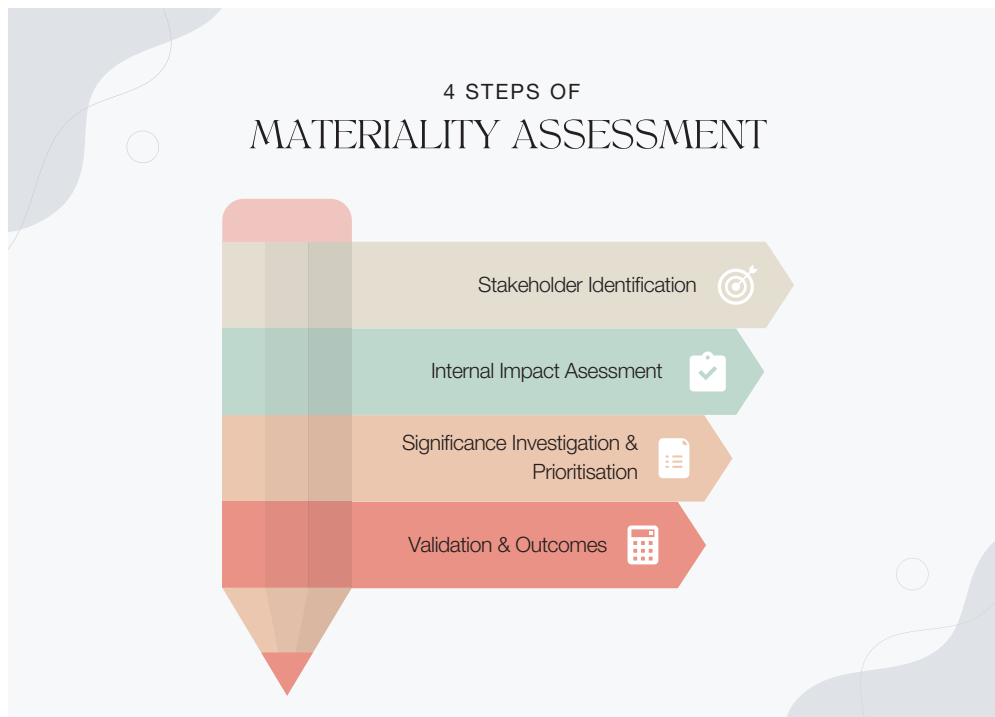 4 STEPS OF
MATERIALITY ASSESSMENT
Stakeholder Identification
Internal Impact Asessment
Significance Investigation &
Prioritisation
Validation & Outcomes